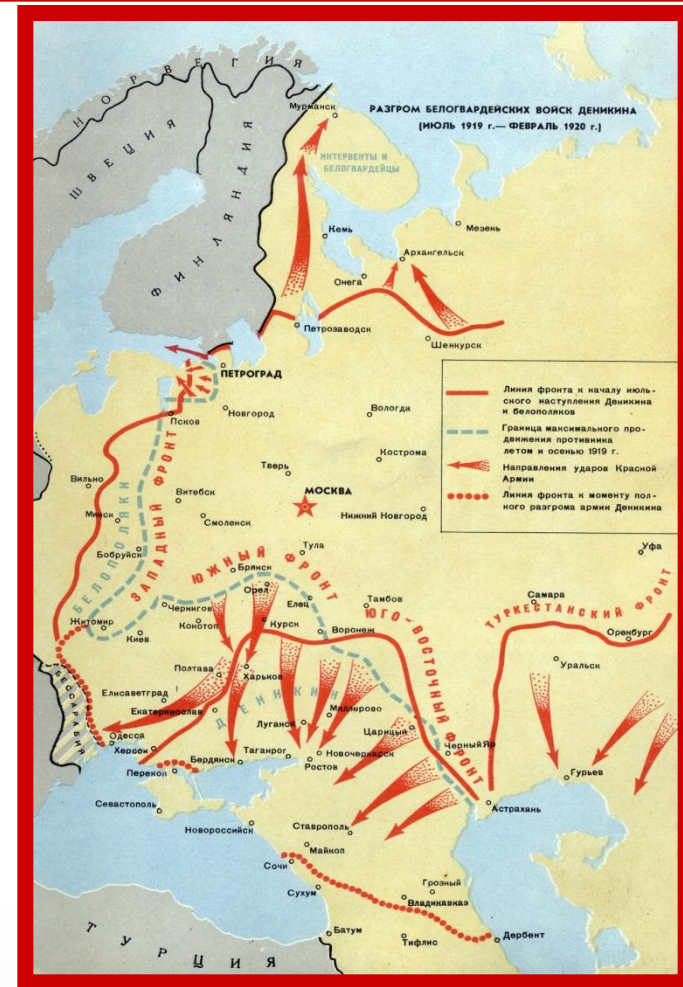 НОРВЕГИЯ
ШВЕЦИЯ
ФИНЛЯНДИЯ
Мурманск
РАЗГРОМ БЕЛОГВАРДЕЙСКИХ ВОЙСК ДЕНИКИНА
(ИЮЛЬ 1919 г.— ФЕВРАЛЬ 1920 г.)
ИНТЕРВЕНТЫ И
БЕЛОГВАРДЕЙЦЫ
Кемь
Мезень
Архангельск
Онега
Петрозаводск
Шенкурск
ПЕТРОГРАД
Псков
Новгород
Вологда
Кострома
Тверь
МОСКВА
Нижний Новгород
Линия фронта к началу июль-
ского наступления Деникина
и белополяков
Граница максимального про-
движения противника
летом и осенью 1919 г.
Направления ударов Красной
Армии
Линия фронта к моменту пол-
ного разгрома армии Деникина
Вильно
Витебск
Минск
Смоленск
Бобруйск
БЕЛОПОЛЯКИ
ЗАПАДНЫЙ ФРОНТ
Тула
ЮЖНЫЙ ФРОНТ
Брянск
Орел
Елец
Тамбов
ЮГО-ВОСТОЧНЫЙ ФРОНТ
Уфа
Самара
ТУРКЕСТАНСКИЙ ФРОНТ
Оренбург
Уральск
Чернигов
Житомир
Конотоп
Киев
Курск
Воронеж
Полтава
Харьков
ДЕНИКИН
БЕССАРАБИЯ
Елисаветград
Екатеринослав
Луганск
Миллерово
Царицын
Черный Яр
Одесса
Херсон
Перекоп
Бердянск
Таганрог
Ростов
Новочеркасск
Гурьев
Астрахань
Севастополь
Новороссийск
Ставрополь
Майкоп
Сочи
Сухум
Грозный
Владикавказ
Батум
Тифлис
Дербент
ТУРЦИЯ